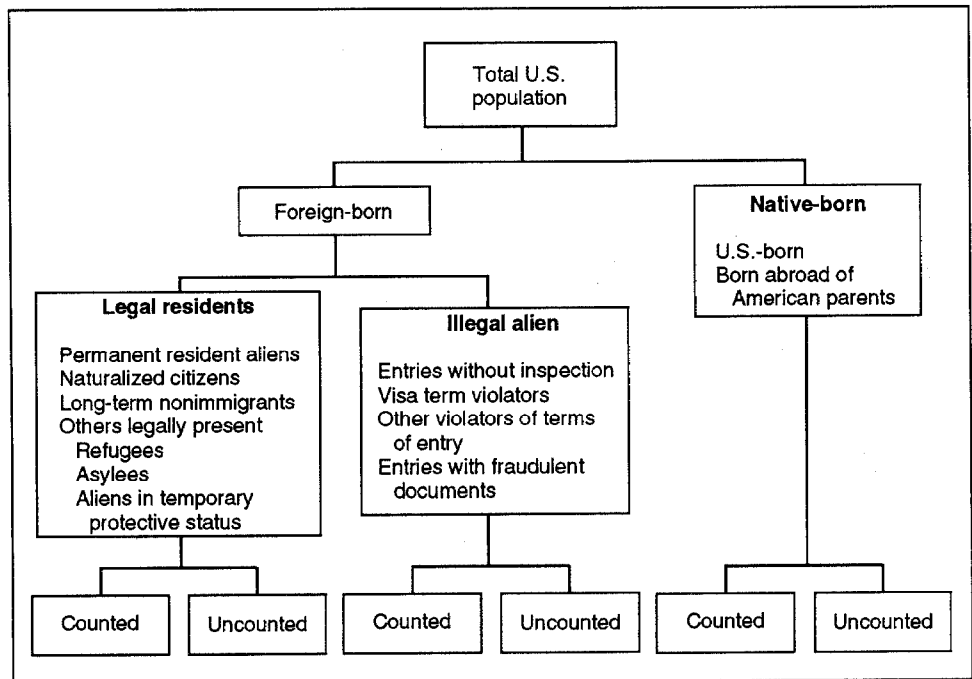 Total U.S.
population
Foreign-born
Native-born
U.S.-born
Born abroad of
American parents
Legal residents
Permanent resident aliens
Naturalized citizens
Long-term nonimmigrants
Others legally present
Refugees
Asylees
Aliens in temporary
protective status
Illegal alien
Entries without inspection
Visa term violators
Other violators of terms
of entry
Entries with fraudulent
documents
Counted
Uncounted
Counted
Uncounted
Counted
Uncounted